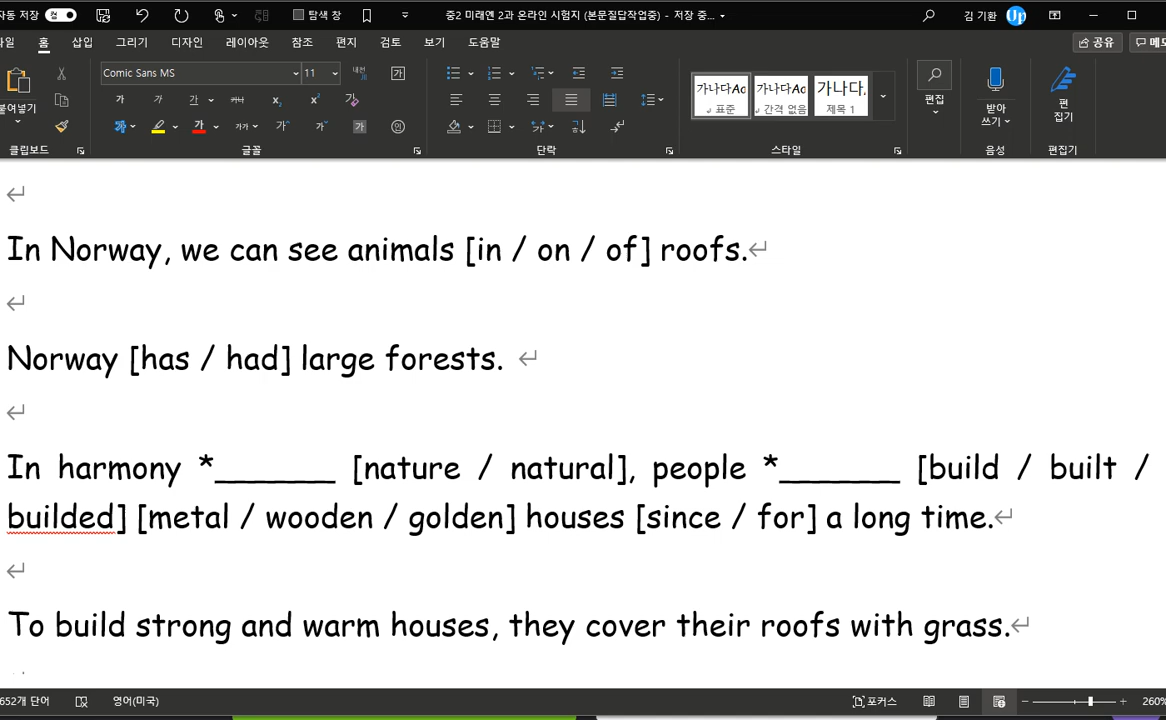 자동 저장 탐색 창 중2 미래엔 2과 온라인 시험지 (본문질답작업중) - 저장 중... 김 기환 Up
파일 홈 삽입 그리기 디자인 레이아웃 참조 편지 검토 보기 도움말 공유 메모
붙여넣기 Comic Sans MS 11 가나다Ac 가나다Ac 가나다. 편집 받아쓰기 편집기
표준 간격 없음 제목 1
클립보드 글꼴 단락 스타일 음성 편집기
In Norway, we can see animals [in / on / of] roofs.
Norway [has / had] large forests.
In harmony *______ [nature / natural], people *______ [build / built /
builded] [metal / wooden / golden] houses [since / for] a long time.
To build strong and warm houses, they cover their roofs with grass.
652개 단어 영어(미국) 포커스 260%